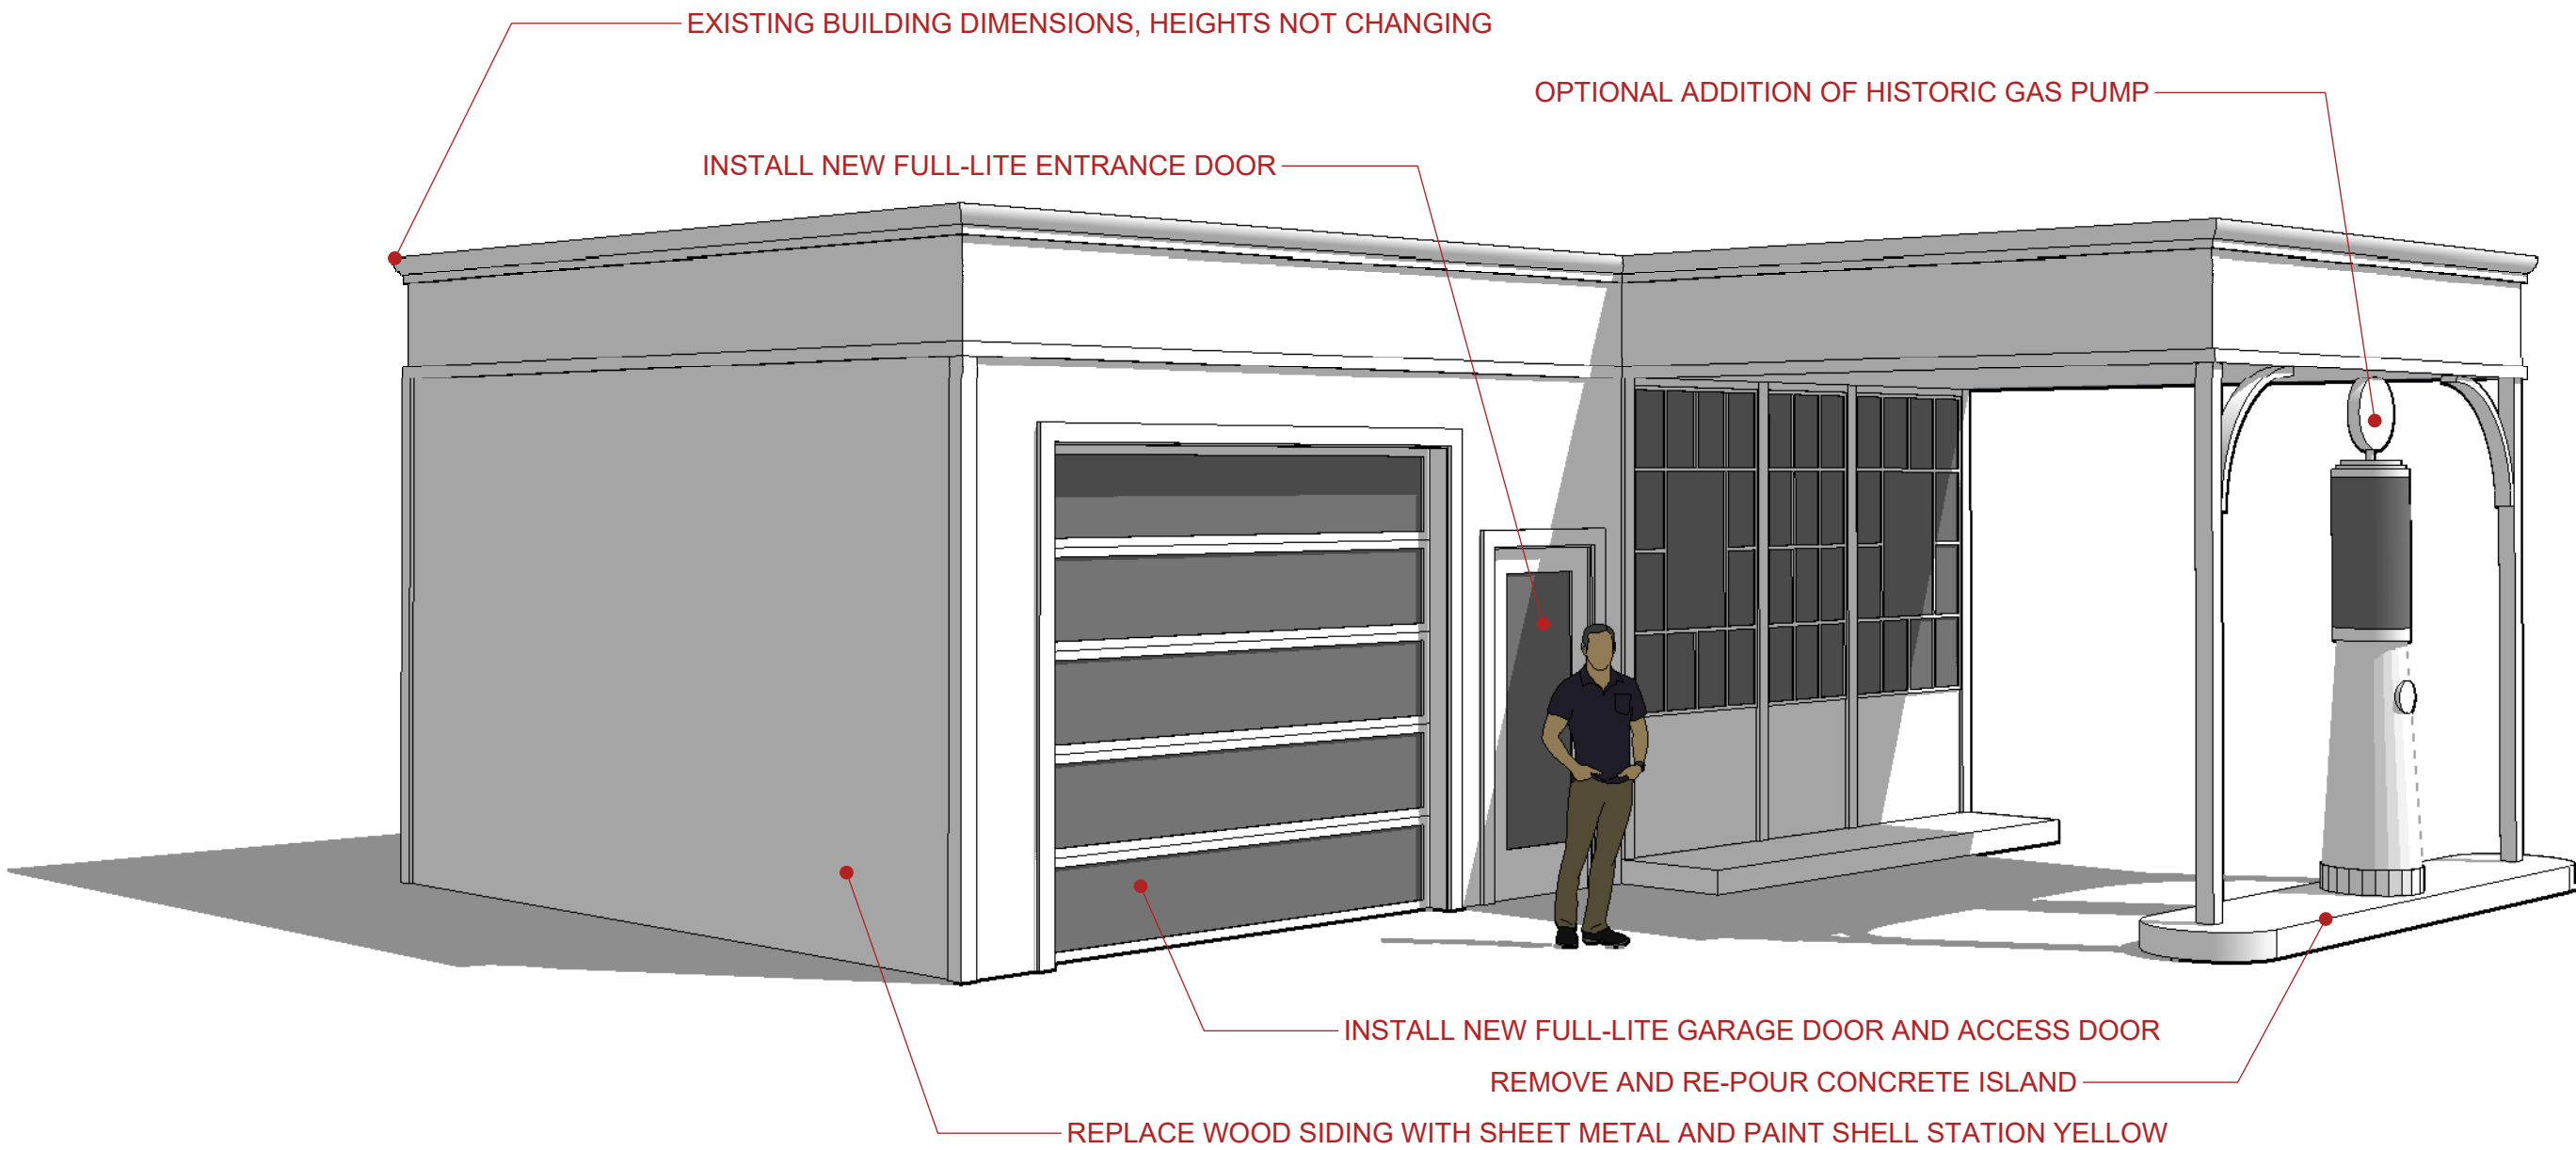 EXISTING BUILDING DIMENSIONS, HEIGHTS NOT CHANGING
OPTIONAL ADDITION OF HISTORIC GAS PUMP
INSTALL NEW FULL-LITE ENTRANCE DOOR
INSTALL NEW FULL-LITE GARAGE DOOR AND ACCESS DOOR
REMOVE AND RE-POUR CONCRETE ISLAND
REPLACE WOOD SIDING WITH SHEET METAL AND PAINT SHELL STATION YELLOW